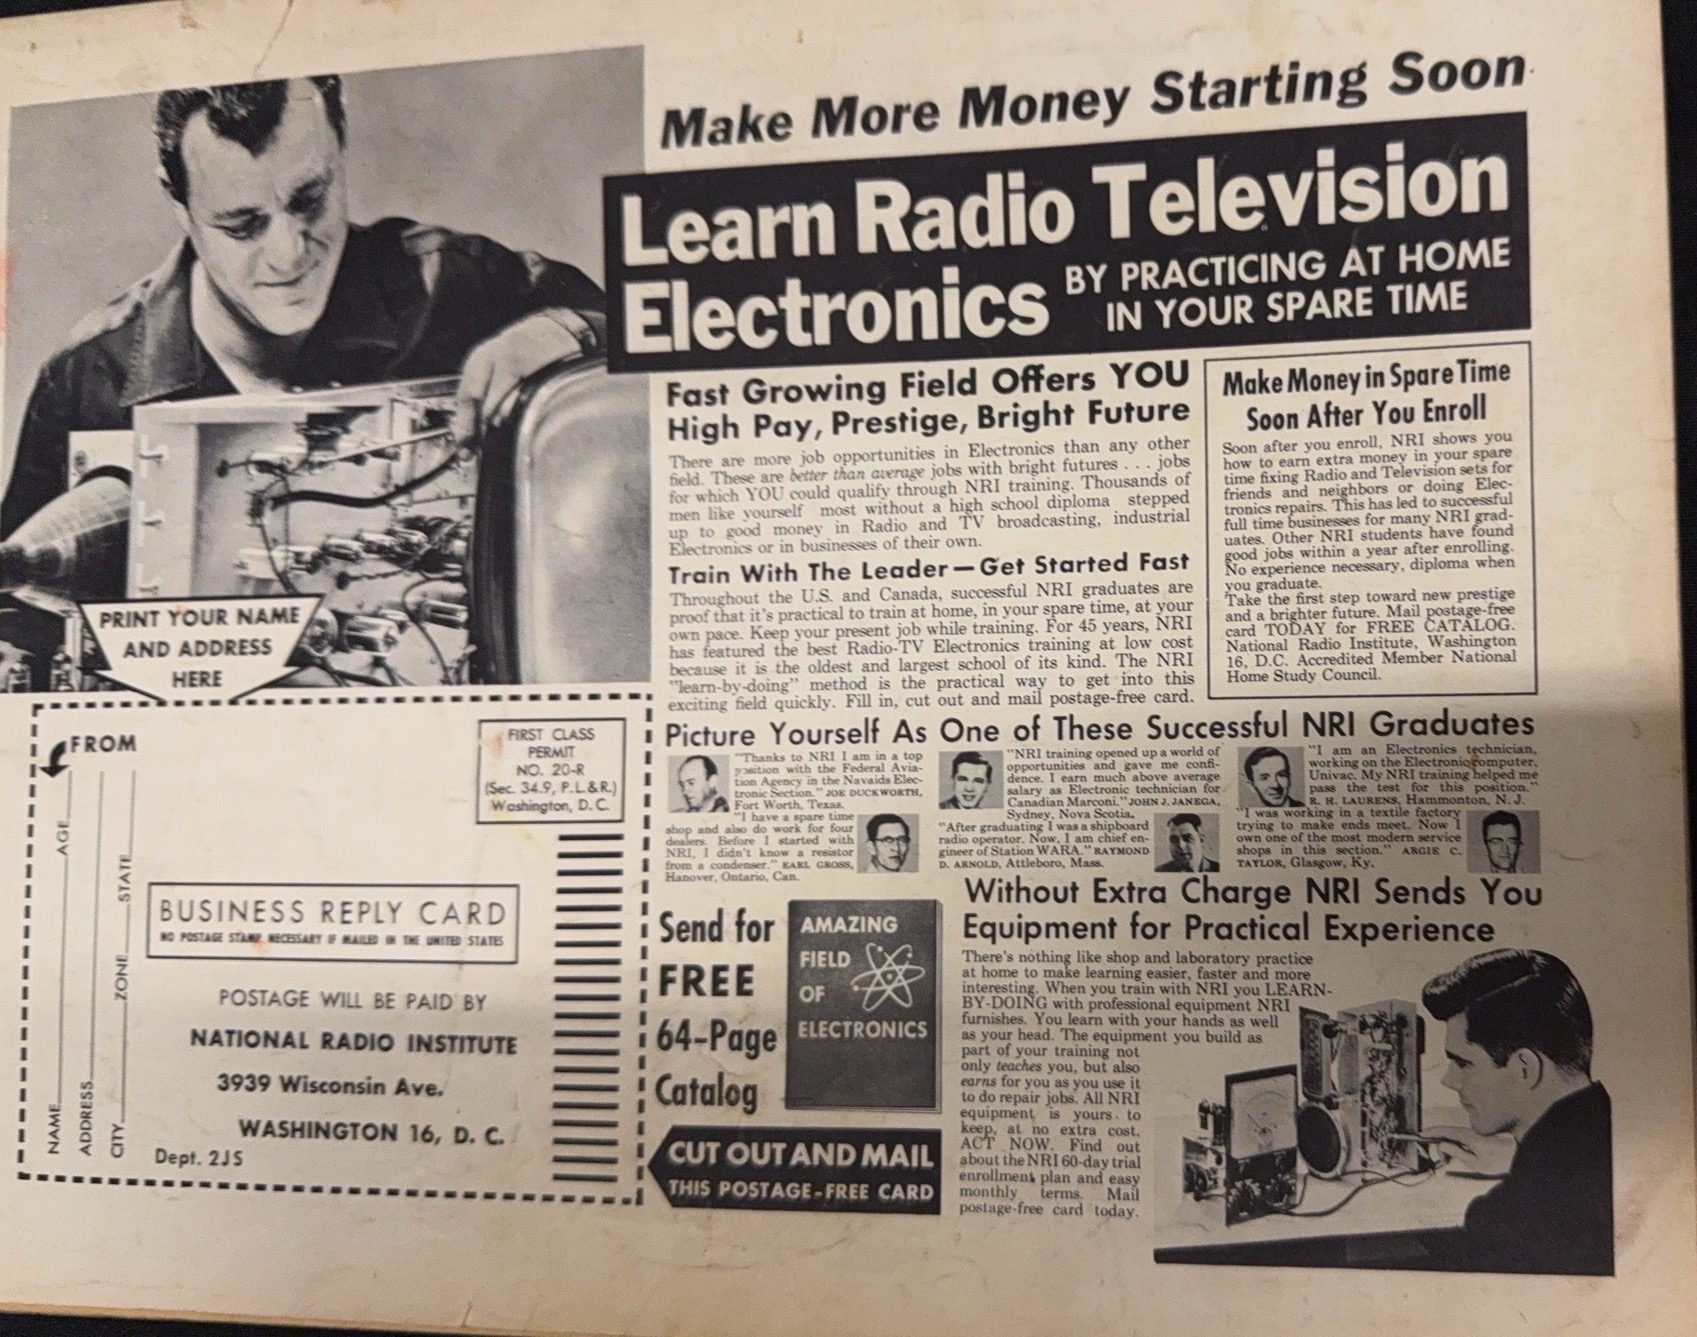 Make More Money Starting Soon
Learn Radio Television
Electronics BY PRACTICING AT HOME
IN YOUR SPARE TIME
Fast Growing Field Offers YOU
High Pay, Prestige, Bright Future
There are more job opportunities in Electronics than any other
field. These are better than average jobs with bright futures . . . jobs
for which YOU could qualify through NRI training. Thousands of
men like yourself most without a high school diploma stepped
up to good money in Radio and TV broadcasting, industrial
Electronics or in businesses of their own.
Train With The Leader—Get Started Fast
Throughout the U.S. and Canada, successful NRI graduates are
proof that it's practical to train at home, in your spare time, at your
own pace. Keep your present job while training. For 45 years, NRI
has featured the best Radio-TV Electronics training at low cost
because it is the oldest and largest school of its kind. The NRI
"learn-by-doing" method is the practical way to get into this
exciting field quickly. Fill in, cut out and mail postage-free card.
Make Money in Spare Time
Soon After You Enroll
Soon after you enroll, NRI shows you
how to earn extra money in your spare
time fixing Radio and Television sets for
friends and neighbors or doing Elec-
tronics repairs. This has led to successful
full time businesses for many NRI grad-
uates. Other NRI students have found
good jobs within a year after enrolling.
No experience necessary, diploma when
you graduate.
Take the first step toward new prestige
and a brighter future. Mail postage-free
card TODAY for FREE CATALOG.
National Radio Institute, Washington
16, D.C. Accredited Member National
Home Study Council.
Picture Yourself As One of These Successful NRI Graduates
"Thanks to NRI I am in a top
position with the Federal Avia-
tion Agency in the Navaids Elec-
tronic Section." JOE DUCKWORTH,
Fort Worth, Texas.
"I have a spare time
shop and also do work for four
dealers. Before I started with
NRI, I didn't know a resistor
from a condenser." EARL GROSS,
Hanover, Ontario, Can.
"NRI training opened up a world of
opportunities and gave me confi-
dence. I earn much above average
salary as Electronic technician for
Canadian Marconi." JOHN J. JANEGA,
Sydney, Nova Scotia.
"After graduating I was a shipboard
radio operator. Now, I am chief en-
gineer of Station WARA." RAYMOND
D. ARNOLD, Attleboro, Mass.
"I am an Electronics technician,
working on the Electronic computer,
Univac. My NRI training helped me
pass the test for this position."
R. H. LAURENS, Hammonton, N. J.
"I was working in a textile factory
trying to make ends meet. Now I
own one of the most modern service
shops in this section." ARGIE C.
TAYLOR, Glasgow, Ky.
Send for
FREE
64-Page
Catalog
AMAZING
FIELD
OF
ELECTRONICS
CUT OUT AND MAIL
THIS POSTAGE-FREE CARD
Without Extra Charge NRI Sends You
Equipment for Practical Experience
There's nothing like shop and laboratory practice
at home to make learning easier, faster and more
interesting. When you train with NRI you LEARN-
BY-DOING with professional equipment NRI
furnishes. You learn with your hands as well
as your head. The equipment you build as
part of your training not
only teaches you, but also
earns for you as you use it
to do repair jobs. All NRI
equipment is yours to
keep, at no extra cost.
ACT NOW. Find out
about the NRI 60-day trial
enrollment plan and easy
monthly terms. Mail
postage-free card today.
PRINT YOUR NAME
AND ADDRESS
HERE
FROM
NAME AGE
ADDRESS
CITY ZONE STATE
FIRST CLASS
PERMIT
NO. 20-R
(Sec. 34.9, P.L.&R.)
Washington, D. C.
BUSINESS REPLY CARD
NO POSTAGE STAMP NECESSARY IF MAILED IN THE UNITED STATES
POSTAGE WILL BE PAID BY
NATIONAL RADIO INSTITUTE
3939 Wisconsin Ave.
WASHINGTON 16, D. C.
Dept. 2JS